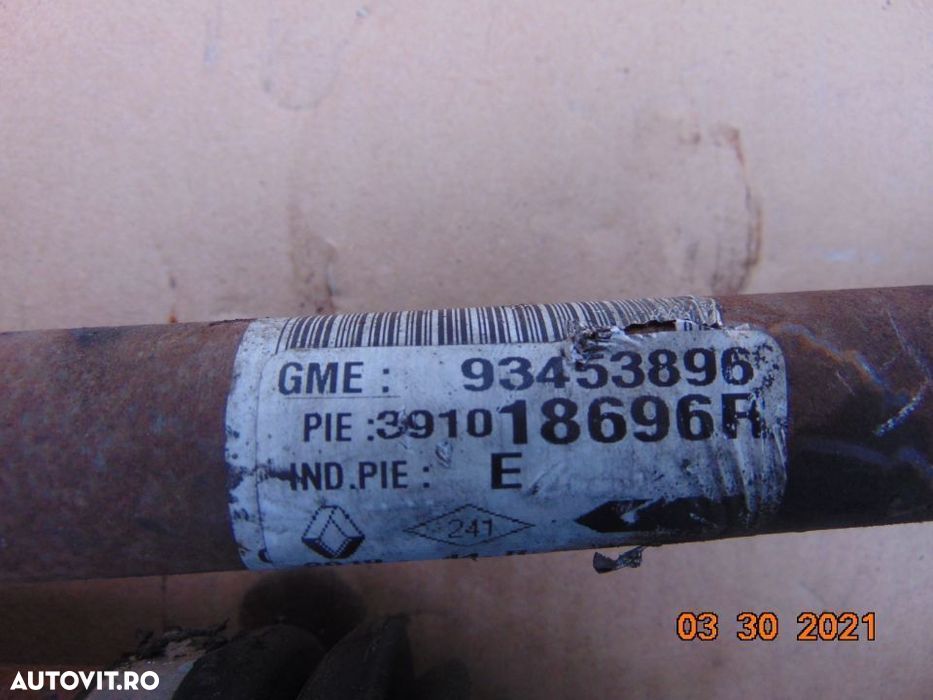 GME : 93453896
PIE :391018696R
IND.PIE : E
241
03 30 2021
AUTOVIT.RO